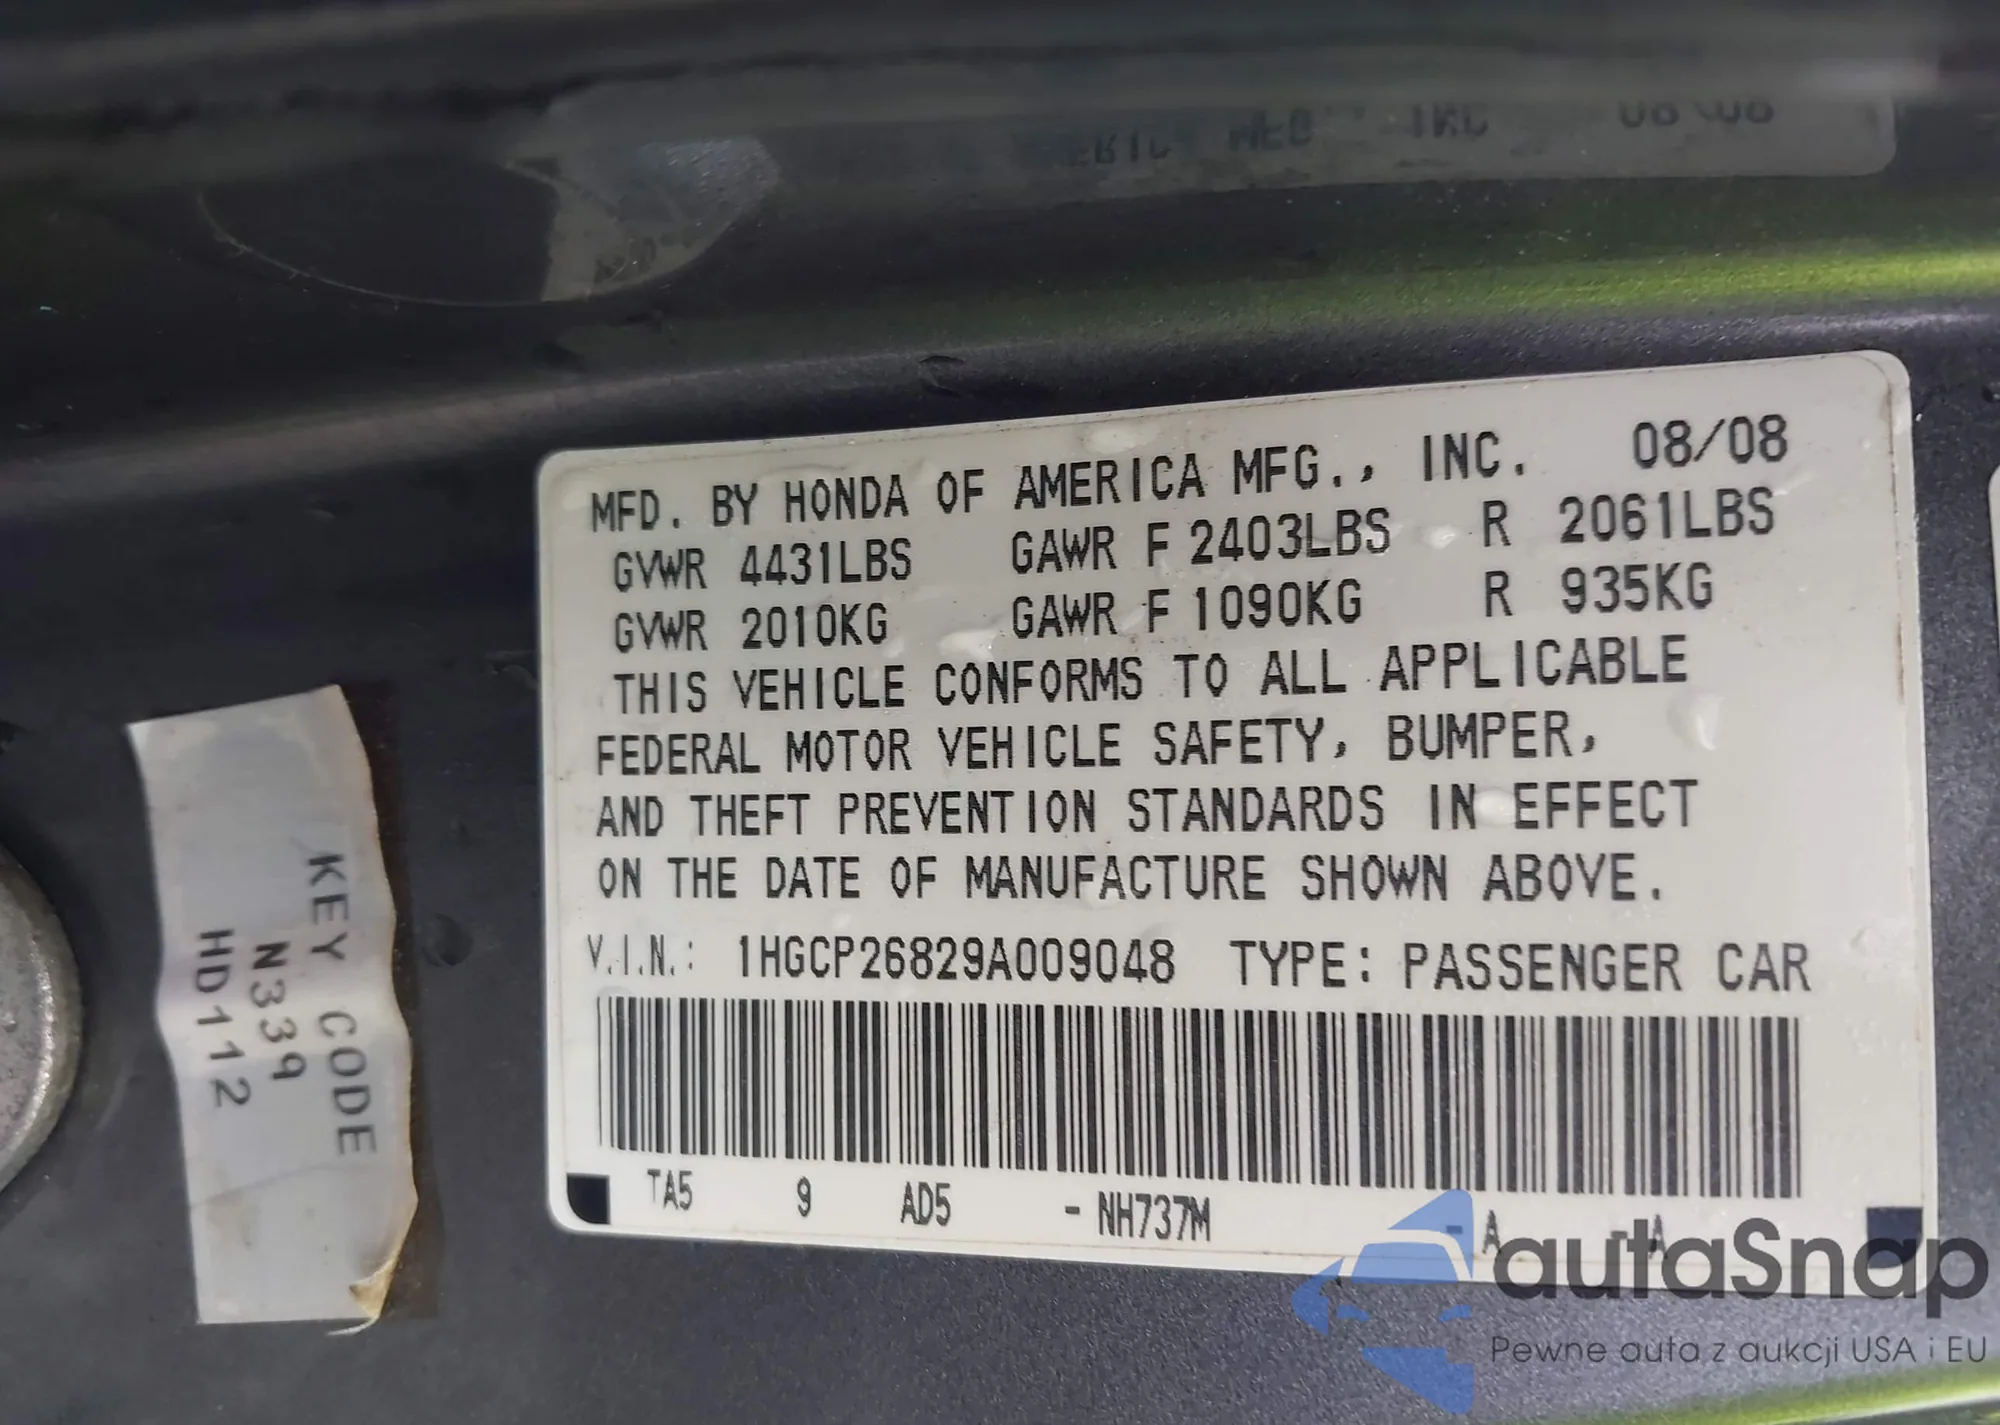 MFD. BY HONDA OF AMERICA MFG., INC. 08/08
GVWR 4431LBS GAWR F 2403LBS R 2061LBS
GVWR 2010KG GAWR F 1090KG R 935KG
THIS VEHICLE CONFORMS TO ALL APPLICABLE
FEDERAL MOTOR VEHICLE SAFETY, BUMPER,
AND THEFT PREVENTION STANDARDS IN EFFECT
ON THE DATE OF MANUFACTURE SHOWN ABOVE.
V.I.N.: 1HGCP26829A009048 TYPE: PASSENGER CAR
TA5 9 AD5 - NH737M - A - A
KEY CODE
N339
HD112
autaSnap
Pewne auta z aukcji USA i EU